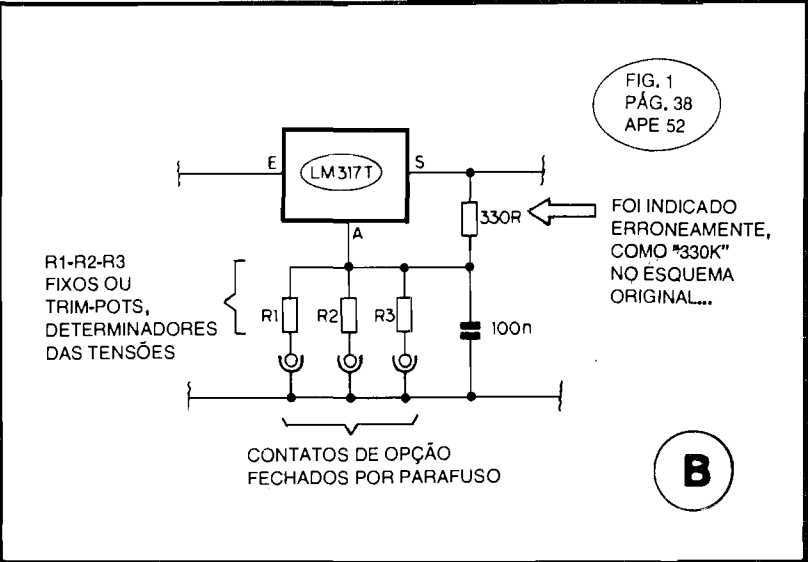 FIG. 1
PÁG. 38
APE 52
E
LM317T
S
A
330R
FOI INDICADO
ERRONEAMENTE,
COMO "330K"
NO ESQUEMA
ORIGINAL...
R1-R2-R3
FIXOS OU
TRIM-POTS,
DETERMINADORES
DAS TENSÕES
R1
R2
R3
100n
CONTATOS DE OPÇÃO
FECHADOS POR PARAFUSO
B